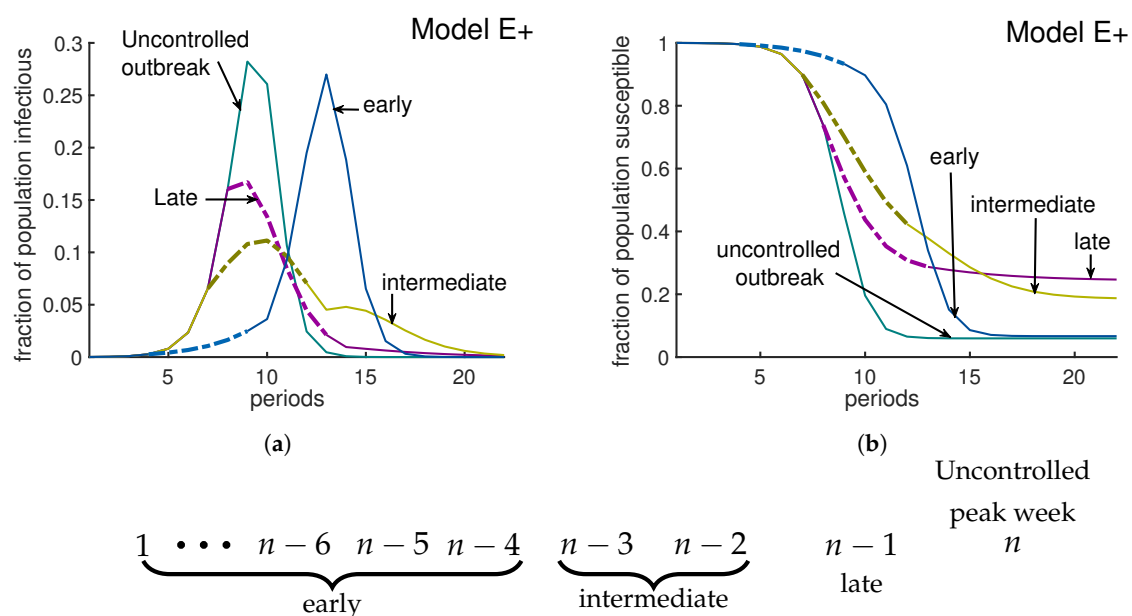 Model E+
0.3
0.25
0.2
0.15
0.1
0.05
0
fraction of population infectious
Uncontrolled
outbreak
early
Late
intermediate
5
10
15
20
periods
(a)
Model E+
1
0.8
0.6
0.4
0.2
0
fraction of population susceptible
early
intermediate
late
uncontrolled
outbreak
5
10
15
20
periods
(b)
Uncontrolled
peak week
1 • • • n − 6 n − 5 n − 4 n − 3 n − 2 n − 1 n
early intermediate late